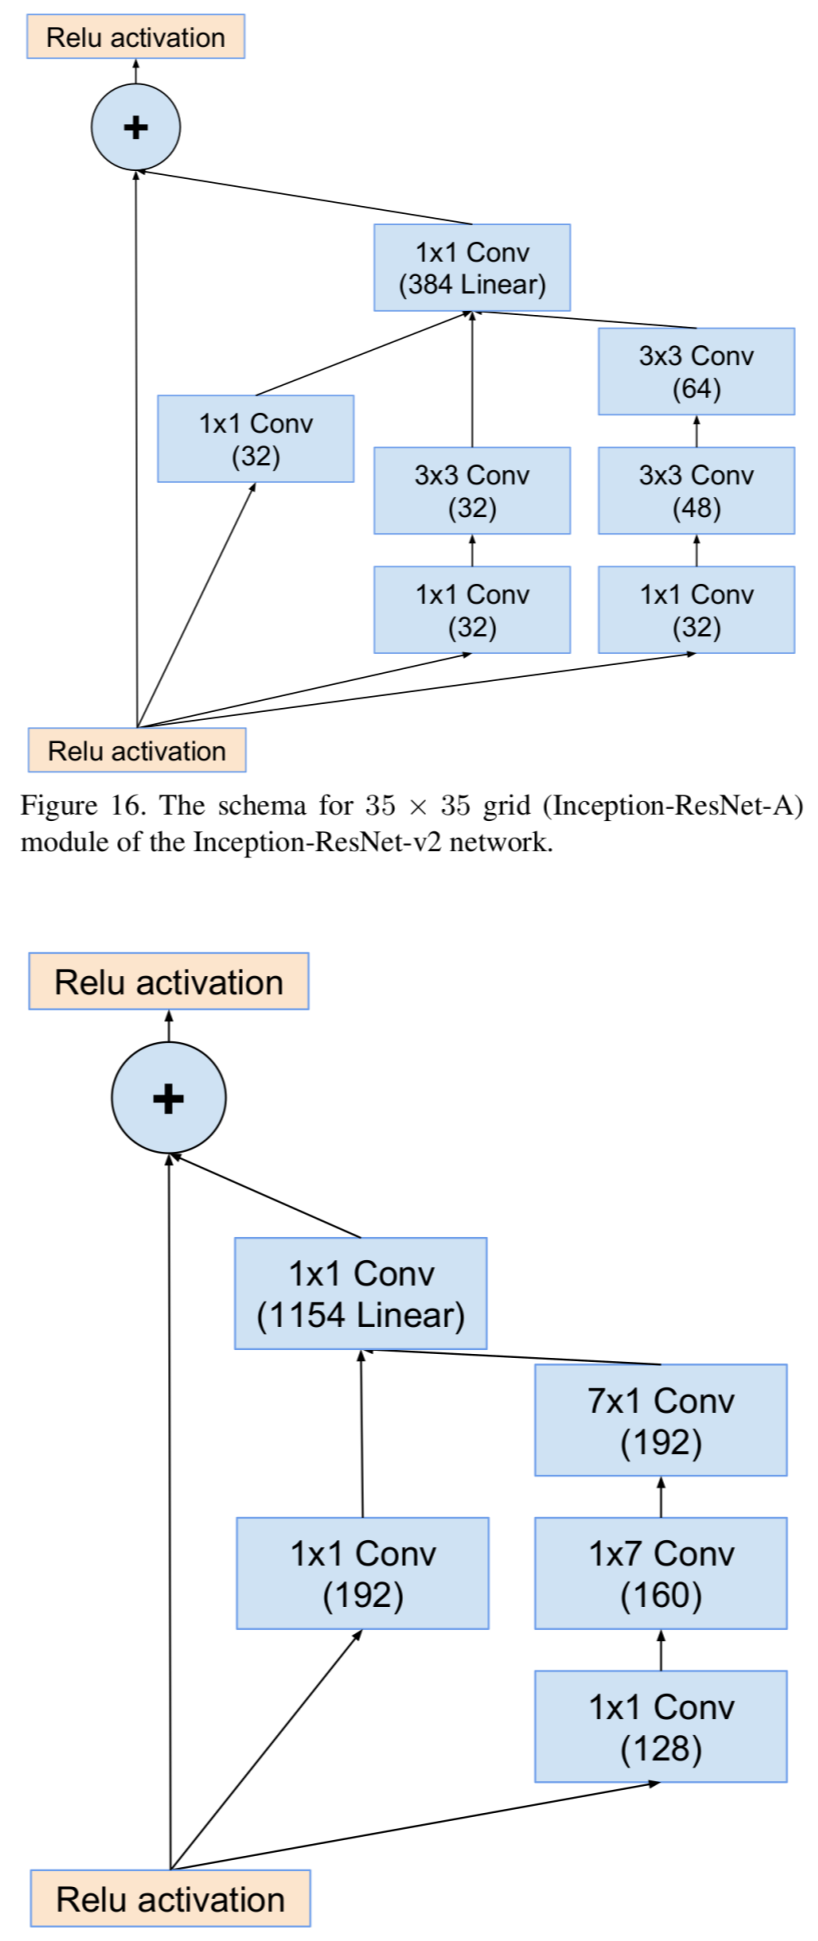 Relu activation
+
1x1 Conv
(384 Linear)
3x3 Conv
(64)
1x1 Conv
(32)
3x3 Conv
(32)
3x3 Conv
(48)
1x1 Conv
(32)
1x1 Conv
(32)
Relu activation
Figure 16. The schema for 35 × 35 grid (Inception-ResNet-A)
module of the Inception-ResNet-v2 network.
Relu activation
+
1x1 Conv
(1154 Linear)
7x1 Conv
(192)
1x1 Conv
(192)
1x7 Conv
(160)
1x1 Conv
(128)
Relu activation